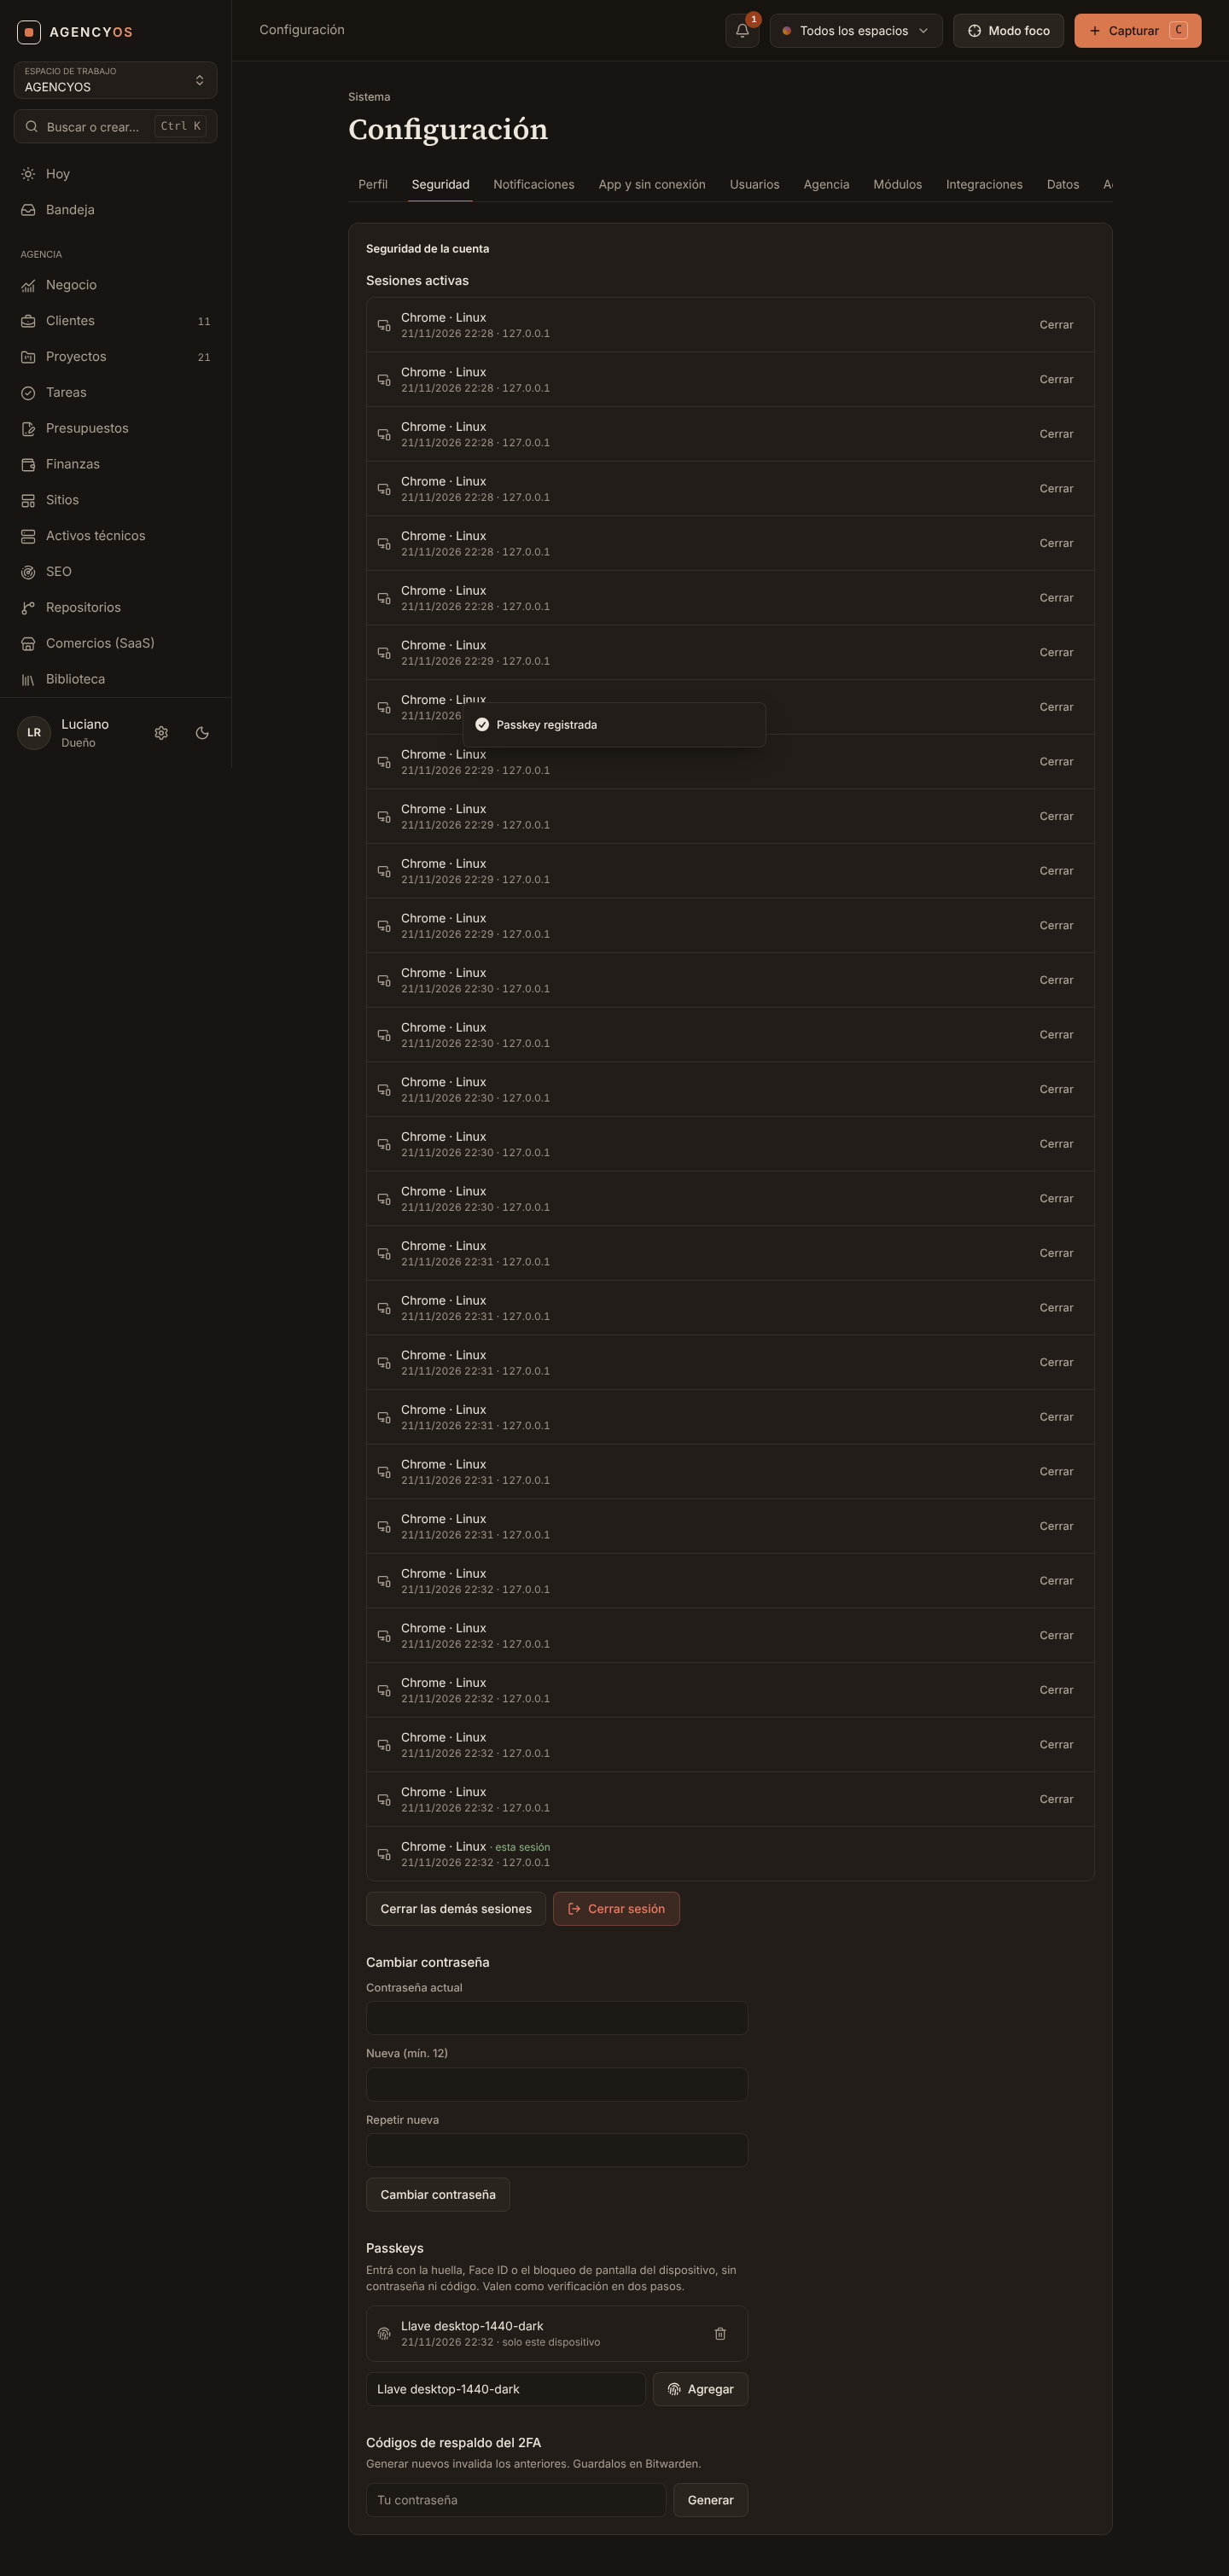 AGENCYOS
ESPACIO DE TRABAJO
AGENCYOS
Buscar o crear... Ctrl K
Hoy
Bandeja
AGENCIA
Negocio
Clientes 11
Proyectos 21
Tareas
Presupuestos
Finanzas
Sitios
Activos técnicos
SEO
Repositorios
Comercios (SaaS)
Biblioteca
LR
Luciano
Dueño
Configuración
1
Todos los espacios
Modo foco
Capturar C
Sistema
Configuración
Perfil Seguridad Notificaciones App y sin conexión Usuarios Agencia Módulos Integraciones Datos
Seguridad de la cuenta
Sesiones activas
Chrome · Linux
21/11/2026 22:28 · 127.0.0.1
Cerrar
Chrome · Linux
21/11/2026 22:28 · 127.0.0.1
Cerrar
Chrome · Linux
21/11/2026 22:28 · 127.0.0.1
Cerrar
Chrome · Linux
21/11/2026 22:28 · 127.0.0.1
Cerrar
Chrome · Linux
21/11/2026 22:28 · 127.0.0.1
Cerrar
Chrome · Linux
21/11/2026 22:28 · 127.0.0.1
Cerrar
Chrome · Linux
21/11/2026 22:29 · 127.0.0.1
Cerrar
Chrome · Linux
21/11/2026
Cerrar
Passkey registrada
Chrome · Linux
21/11/2026 22:29 · 127.0.0.1
Cerrar
Chrome · Linux
21/11/2026 22:29 · 127.0.0.1
Cerrar
Chrome · Linux
21/11/2026 22:29 · 127.0.0.1
Cerrar
Chrome · Linux
21/11/2026 22:29 · 127.0.0.1
Cerrar
Chrome · Linux
21/11/2026 22:30 · 127.0.0.1
Cerrar
Chrome · Linux
21/11/2026 22:30 · 127.0.0.1
Cerrar
Chrome · Linux
21/11/2026 22:30 · 127.0.0.1
Cerrar
Chrome · Linux
21/11/2026 22:30 · 127.0.0.1
Cerrar
Chrome · Linux
21/11/2026 22:30 · 127.0.0.1
Cerrar
Chrome · Linux
21/11/2026 22:31 · 127.0.0.1
Cerrar
Chrome · Linux
21/11/2026 22:31 · 127.0.0.1
Cerrar
Chrome · Linux
21/11/2026 22:31 · 127.0.0.1
Cerrar
Chrome · Linux
21/11/2026 22:31 · 127.0.0.1
Cerrar
Chrome · Linux
21/11/2026 22:31 · 127.0.0.1
Cerrar
Chrome · Linux
21/11/2026 22:31 · 127.0.0.1
Cerrar
Chrome · Linux
21/11/2026 22:32 · 127.0.0.1
Cerrar
Chrome · Linux
21/11/2026 22:32 · 127.0.0.1
Cerrar
Chrome · Linux
21/11/2026 22:32 · 127.0.0.1
Cerrar
Chrome · Linux
21/11/2026 22:32 · 127.0.0.1
Cerrar
Chrome · Linux
21/11/2026 22:32 · 127.0.0.1
Cerrar
Chrome · Linux · esta sesión
21/11/2026 22:32 · 127.0.0.1
Cerrar las demás sesiones
Cerrar sesión
Cambiar contraseña
Contraseña actual
Nueva (mín. 12)
Repetir nueva
Cambiar contraseña
Passkeys
Entrá con la huella, Face ID o el bloqueo de pantalla del dispositivo, sin
contraseña ni código. Valen como verificación en dos pasos.
Llave desktop-1440-dark
21/11/2026 22:32 · solo este dispositivo
Llave desktop-1440-dark
Agregar
Códigos de respaldo del 2FA
Generar nuevos invalida los anteriores. Guardalos en Bitwarden.
Tu contraseña
Generar